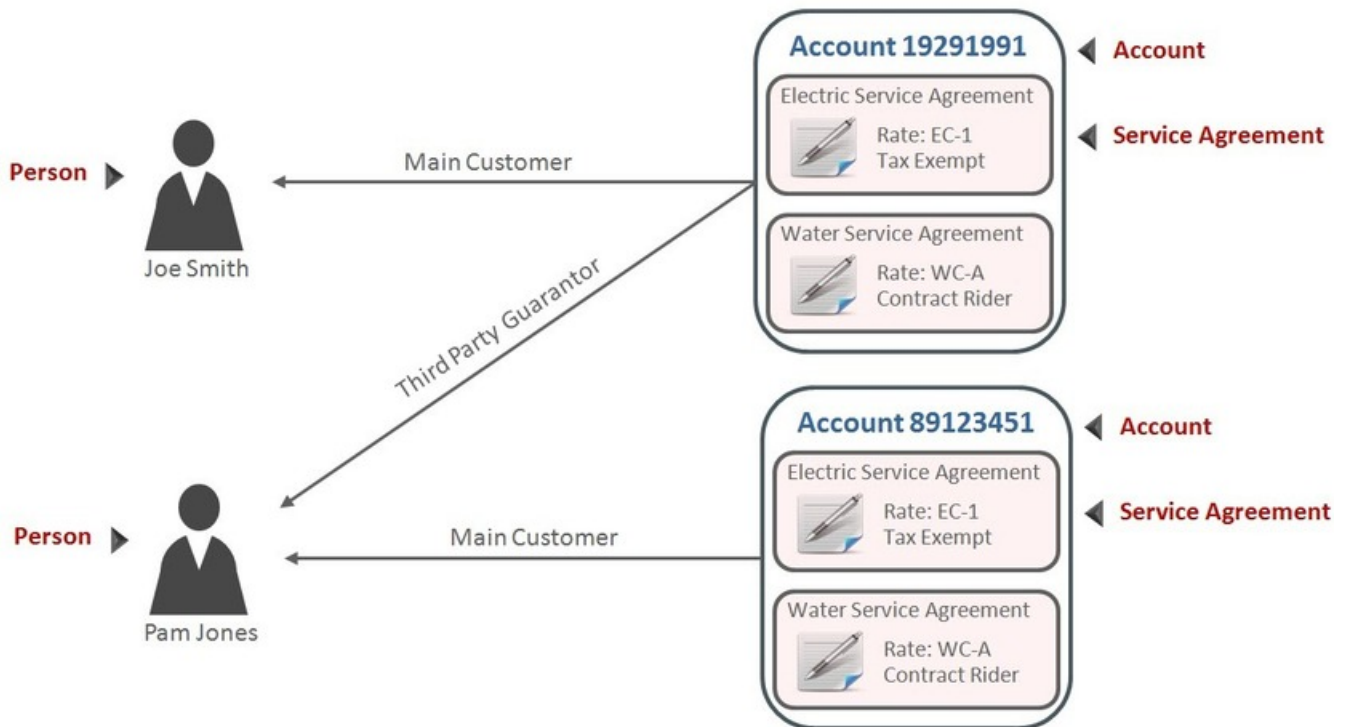 Account 19291991
Account
Electric Service Agreement
Rate: EC-1
Tax Exempt
Service Agreement
Main Customer
Person
Joe Smith
Water Service Agreement
Rate: WC-A
Contract Rider
Third Party Guarantor
Account 89123451
Account
Electric Service Agreement
Rate: EC-1
Tax Exempt
Service Agreement
Main Customer
Person
Pam Jones
Water Service Agreement
Rate: WC-A
Contract Rider